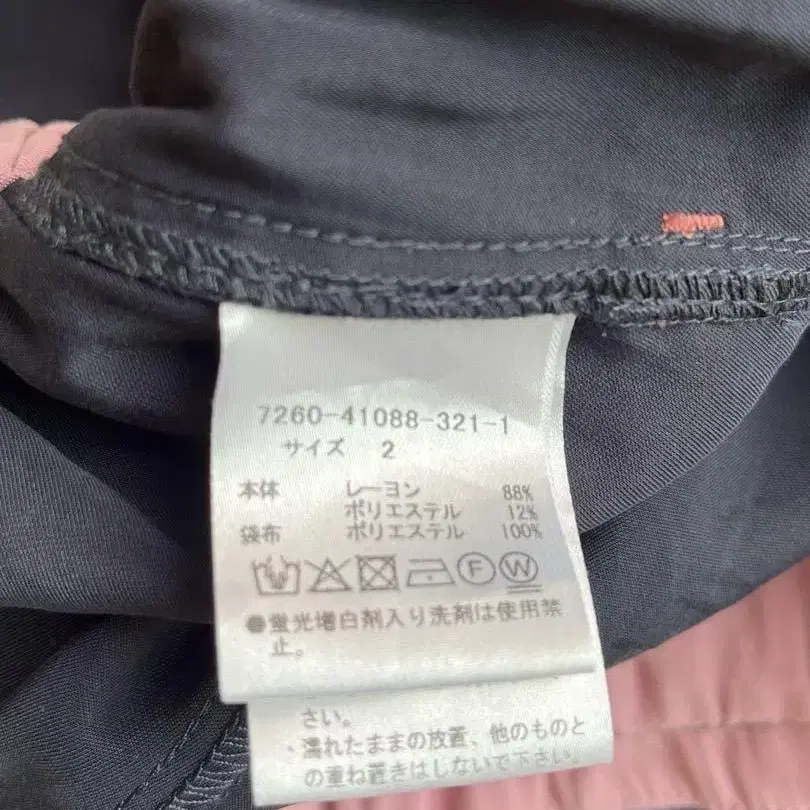 7260-41088-321-1
サイズ 2
本体 レーヨン 88%
ポリエステル 12%
袋布 ポリエステル 100%
F W
●蛍光増白剤入り洗剤は使用禁
止。
さい。
・濡れたままの放置、他のものと
の重ね置きはしないで下さい。